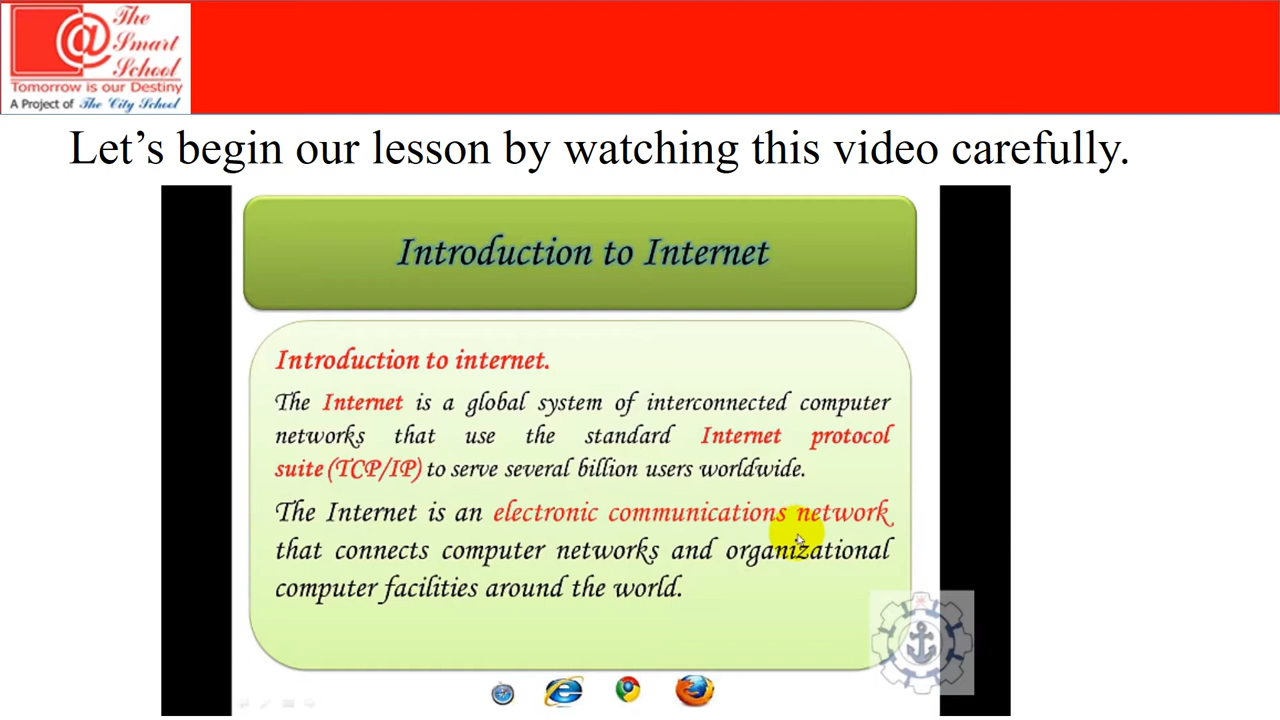 The
Smart
School
Tomorrow is our Destiny
A Project of The City School
Let's begin our lesson by watching this video carefully.
Introduction to Internet
Introduction to internet.
The Internet is a global system of interconnected computer
networks that use the standard Internet protocol
suite (TCP/IP) to serve several billion users worldwide.
The Internet is an electronic communications network
that connects computer networks and organizational
computer facilities around the world.